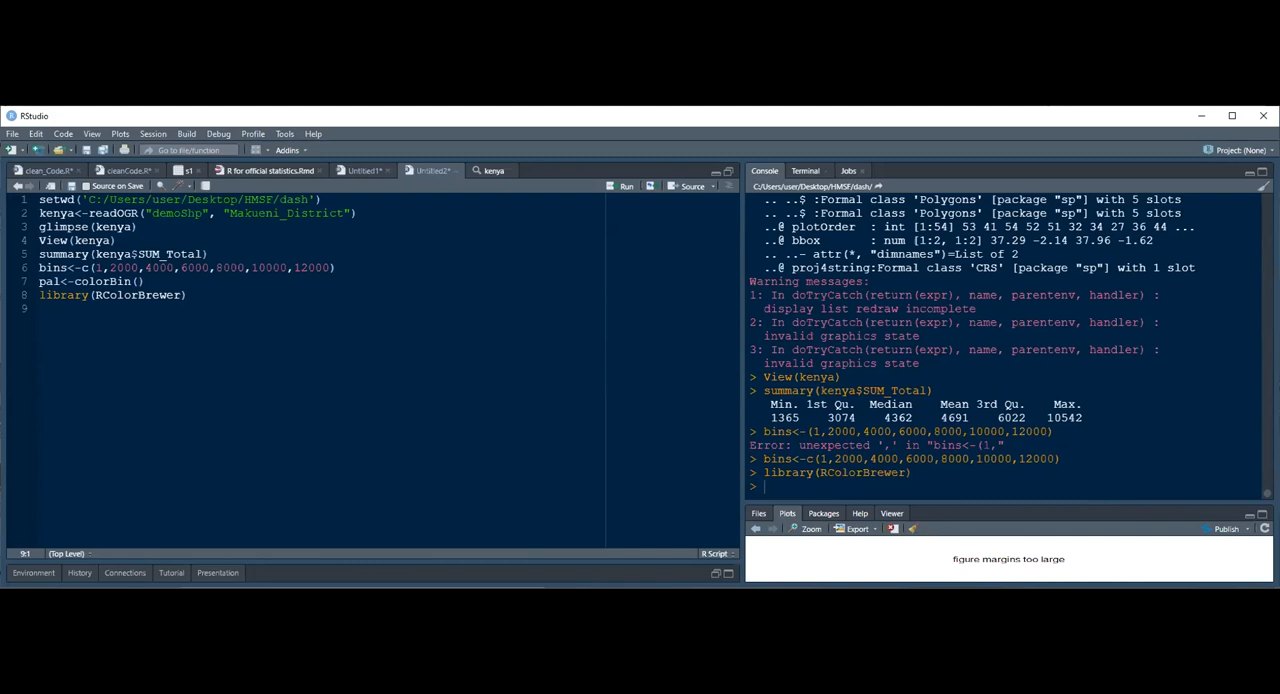 RStudio
File Edit Code View Plots Session Build Debug Profile Tools Help
Go to file/function Addins Project: (None)
clean_Code.R* cleanCode.R* s1 R for official statistics.Rmd Untitled1* Untitled2* kenya
Source on Save Run Source
1 setwd('C:/Users/user/Desktop/HMSF/dash')
2 kenya<-readOGR("demoShp", "Makueni_District")
3 glimpse(kenya)
4 View(kenya)
5 summary(kenya$SUM_Total)
6 bins<-c(1,2000,4000,6000,8000,10000,12000)
7 pal<-colorBin()
8 library(RColorBrewer)
9
9:1 (Top Level) R Script
Environment History Connections Tutorial Presentation
Console Terminal Jobs
C:/Users/user/Desktop/HMSF/dash/
.. .. ..$ :Formal class 'Polygons' [package "sp"] with 5 slots
.. .. ..$ :Formal class 'Polygons' [package "sp"] with 5 slots
.. ..@ plotOrder : int [1:54] 53 41 54 52 51 32 34 27 36 44 ...
.. ..@ bbox : num [1:2, 1:2] 37.29 -2.14 37.96 -1.62
.. .. ..- attr(*, "dimnames")=List of 2
.. ..@ proj4string:Formal class 'CRS' [package "sp"] with 1 slot
Warning messages:
1: In doTryCatch(return(expr), name, parentenv, handler) :
display list redraw incomplete
2: In doTryCatch(return(expr), name, parentenv, handler) :
invalid graphics state
3: In doTryCatch(return(expr), name, parentenv, handler) :
invalid graphics state
> View(kenya)
> summary(kenya$SUM_Total)
Min. 1st Qu. Median Mean 3rd Qu. Max.
1365 3074 4362 4691 6022 10542
> bins<-(1,2000,4000,6000,8000,10000,12000)
Error: unexpected ',' in "bins<-(1,"
> bins<-c(1,2000,4000,6000,8000,10000,12000)
> library(RColorBrewer)
>
Files Plots Packages Help Viewer
Zoom Export Publish
figure margins too large